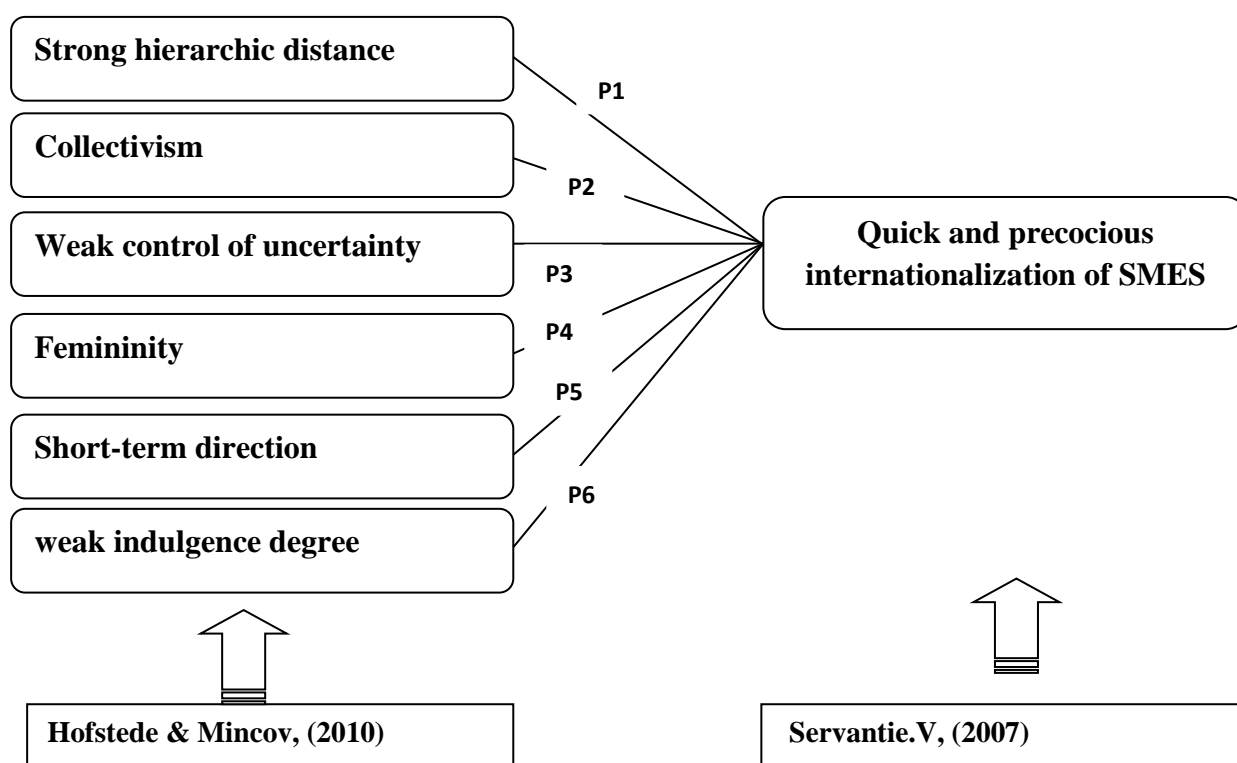 Strong hierarchic distance
P1
Collectivism
P2
Weak control of uncertainty
P3
Quick and precocious
internationalization of SMES
Femininity
P4
Short-term direction
P5
weak indulgence degree
P6
Hofstede & Mincov, (2010)
Servantie.V, (2007)